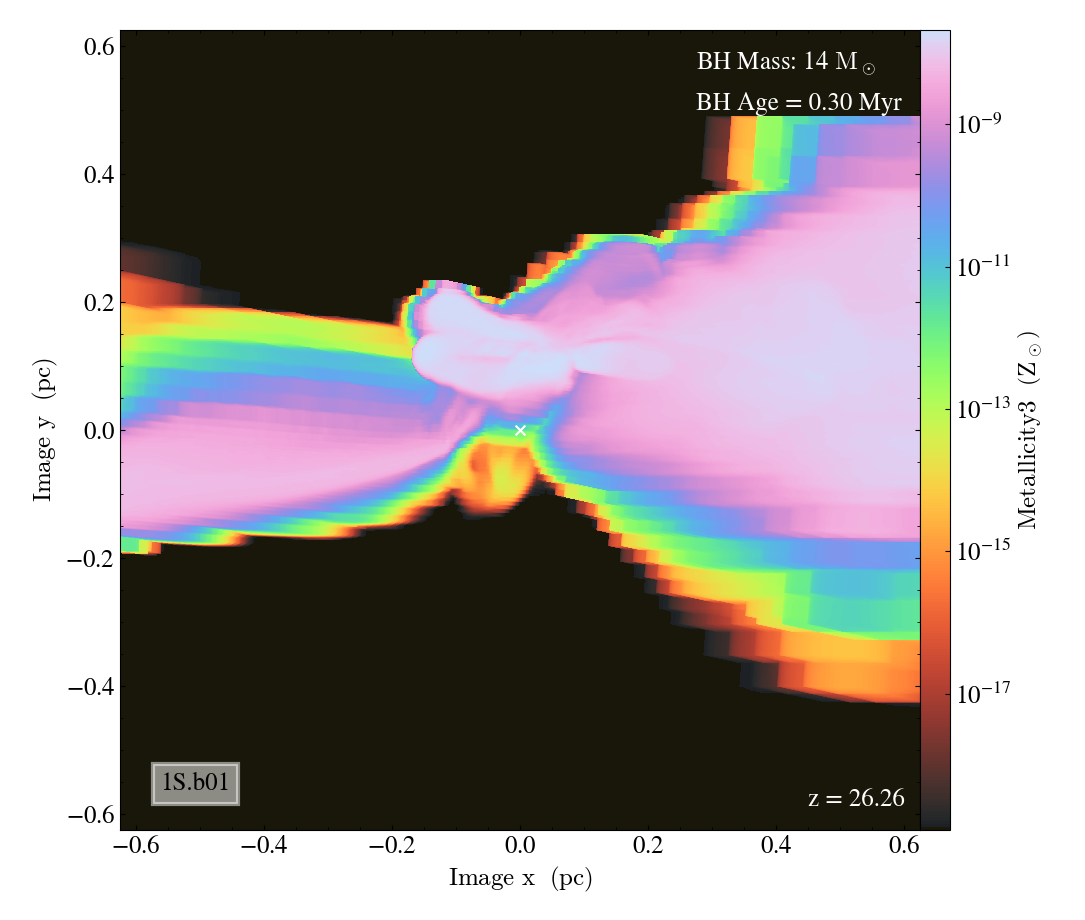 BH Mass: 14 M☉
BH Age = 0.30 Myr
0.6
0.4
0.2
0.0
−0.2
−0.4
−0.6
Image y (pc)
1S.b01
z = 26.26
−0.6 −0.4 −0.2 0.0 0.2 0.4 0.6
Image x (pc)
10⁻⁹
10⁻¹¹
10⁻¹³
10⁻¹⁵
10⁻¹⁷
Metallicity3 (Z☉)